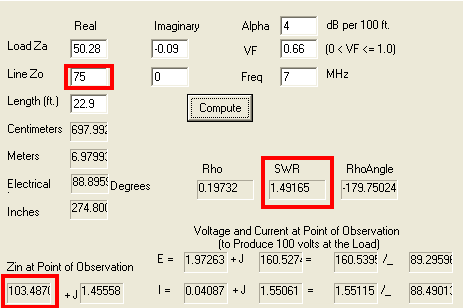 Real Imaginary Alpha 4 dB per 100 ft.
Load Za 50.28 -0.09 VF 0.66 (0 < VF <= 1.0)
Line Zo 75 0 Freq 7 MHz
Length (ft.) 22.9 Compute
Centimeters 697.992
Meters 6.97993
Rho SWR RhoAngle
Electrical 88.8959 Degrees 0.19732 1.49165 -179.75024
Inches 274.800
Voltage and Current at Point of Observation
(to Produce 100 volts at the Load)
Zin at Point of Observation E = 1.97263 + J 160.5274 = 160.5395 /_ 89.29596
103.4870 + J 1.45558 I = 0.04087 + J 1.55061 = 1.55115 /_ 88.49013